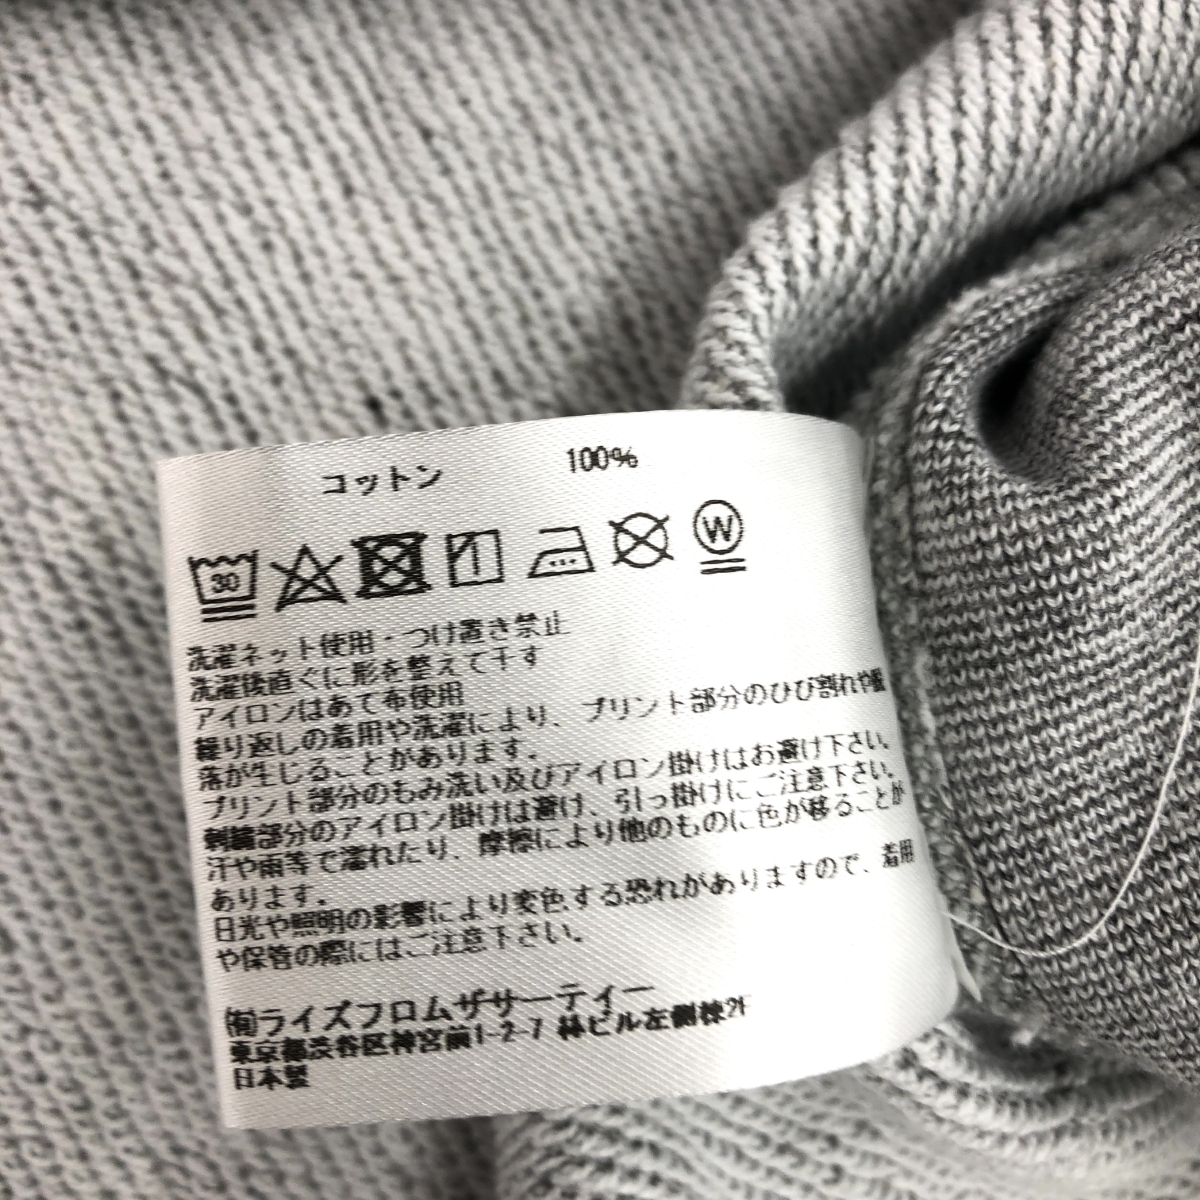 コットン 100%
30 W
洗濯ネット使用・つけ置き禁止
洗濯後直ぐに形を整えて干す
アイロンはあて布使用
繰り返しの着用や洗濯により、プリント部分のひび割れや剥
落が生じることがあります。
プリント部分のもみ洗い及びアイロン掛けはお避け下さい。
刺繍部分のアイロン掛けは避け、引っ掛けにご注意下さい。
汗や雨等で濡れたり、摩擦により他のものに色が移ることが
あります。
日光や照明の影響により変色する恐れがありますので、着用
や保管の際にはご注意下さい。
㈲ライズフロムザサーティー
東京都渋谷区神宮前1-2-7 林ビル左側棟2F
日本製